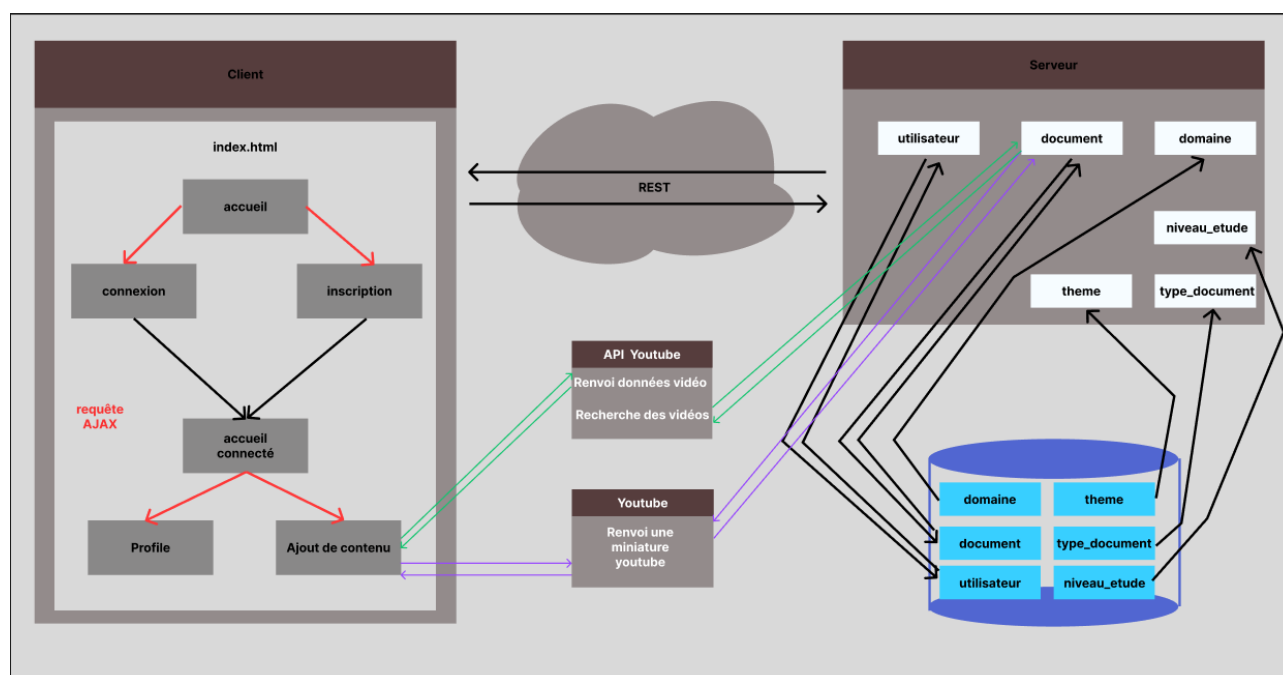 Client
index.html
accueil
connexion
inscription
requête
AJAX
accueil
connecté
Profile
Ajout de contenu
REST
API Youtube
Renvoi données vidéo
Recherche des vidéos
Youtube
Renvoi une
miniature
youtube
Serveur
utilisateur
document
domaine
niveau_etude
theme
type_document
domaine
theme
document
type_document
utilisateur
niveau_etude